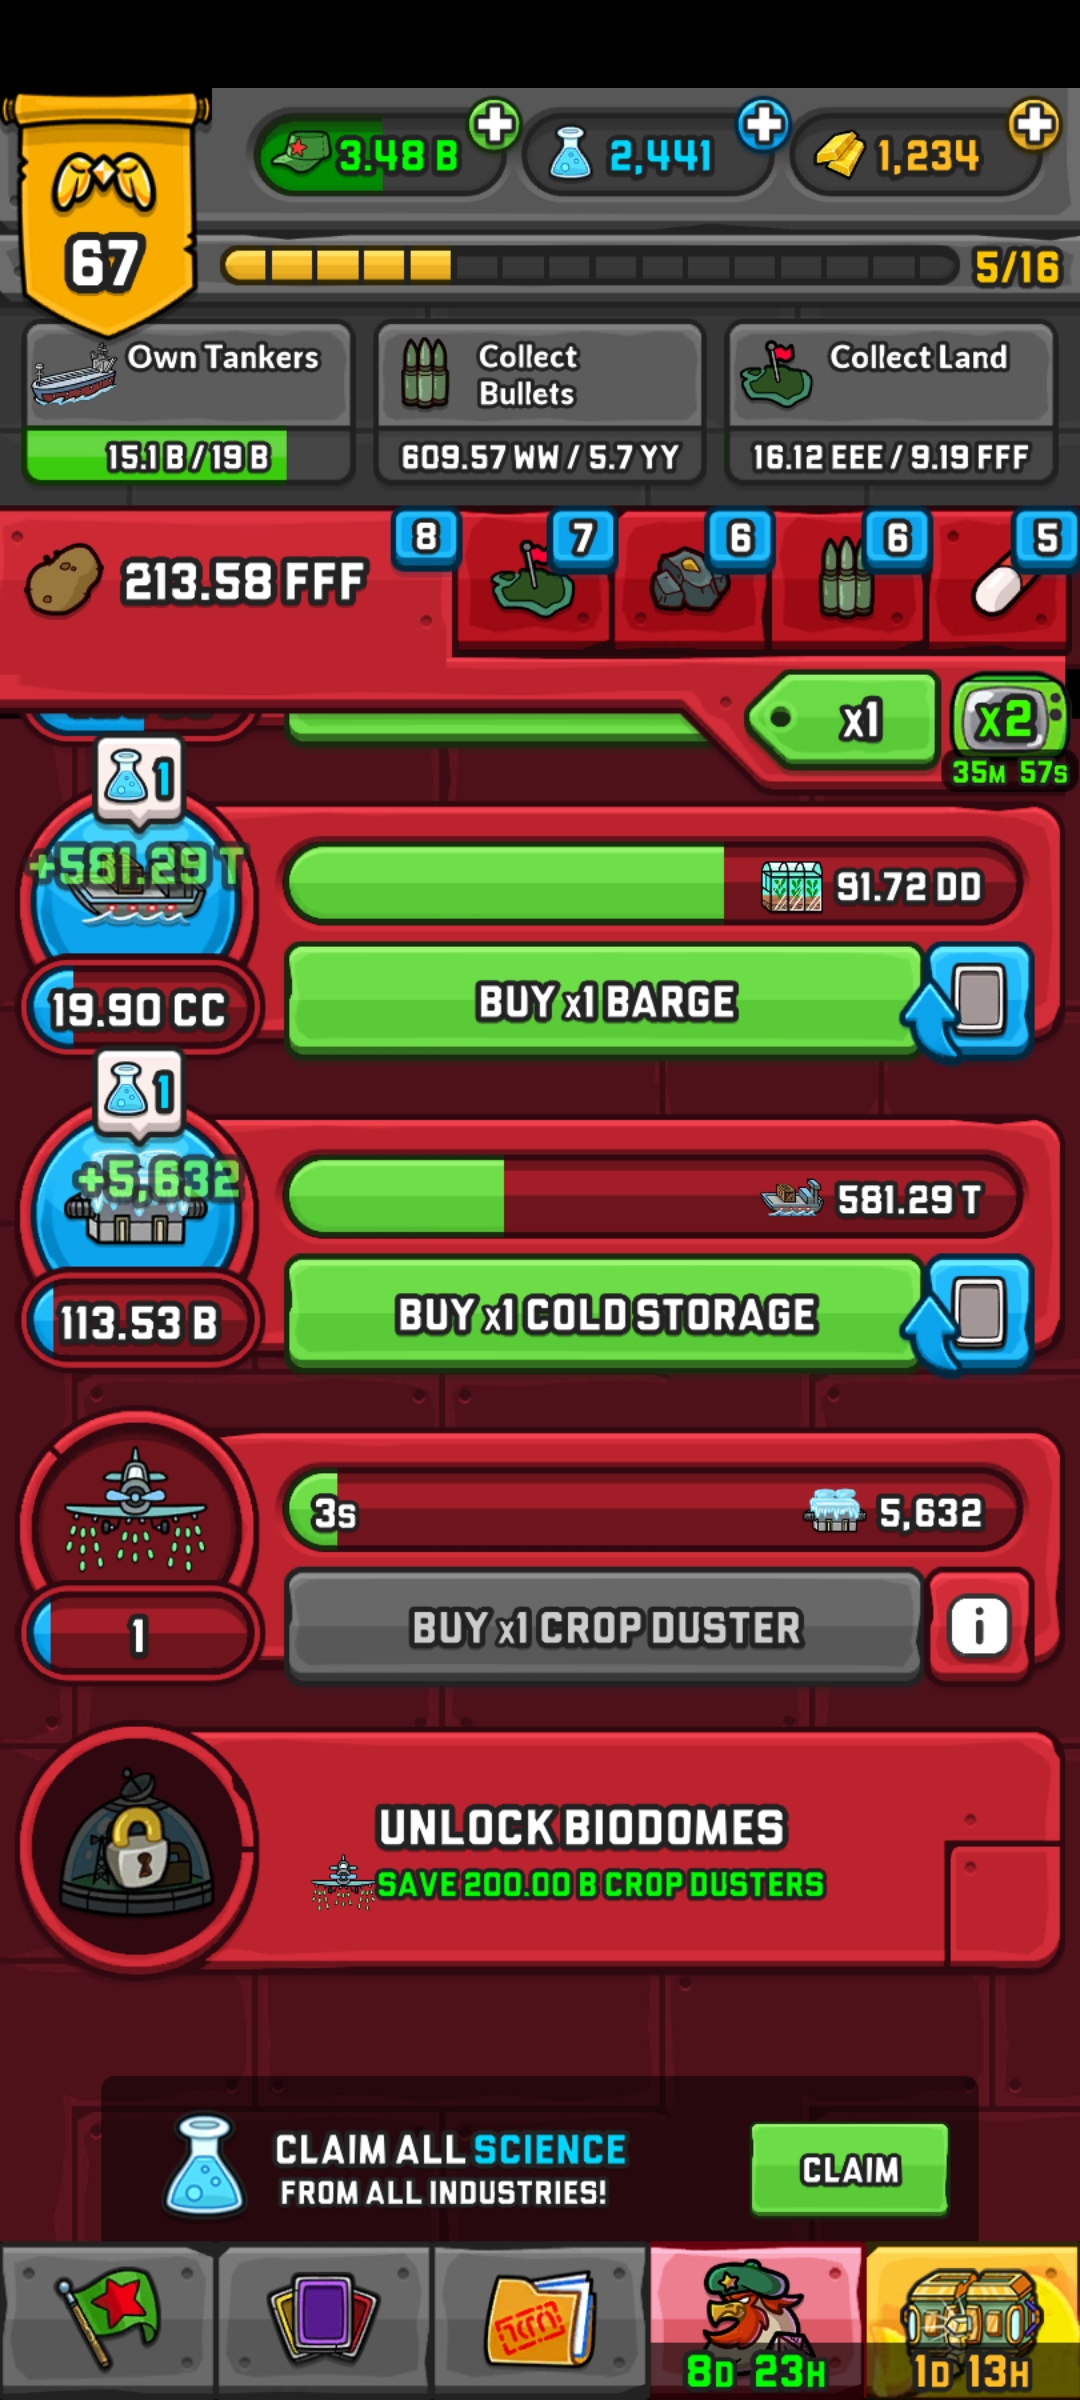 3.48 B
2,441
1,234
67
5/16
Own Tankers
15.1 B / 19 B
Collect
Bullets
609.57 WW / 5.7 YY
Collect Land
16.12 EEE / 9.19 FFF
213.58 FFF
8
7
6
6
5
x1
x2
35M 57S
1
+581.29 T
91.72 DD
19.90 CC
BUY x1 BARGE
1
+5,632
581.29 T
113.53 B
BUY x1 COLD STORAGE
3S
5,632
1
BUY x1 CROP DUSTER
i
UNLOCK BIODOMES
SAVE 200.00 B CROP DUSTERS
CLAIM ALL SCIENCE
FROM ALL INDUSTRIES!
CLAIM
8D 23H
1D 13H